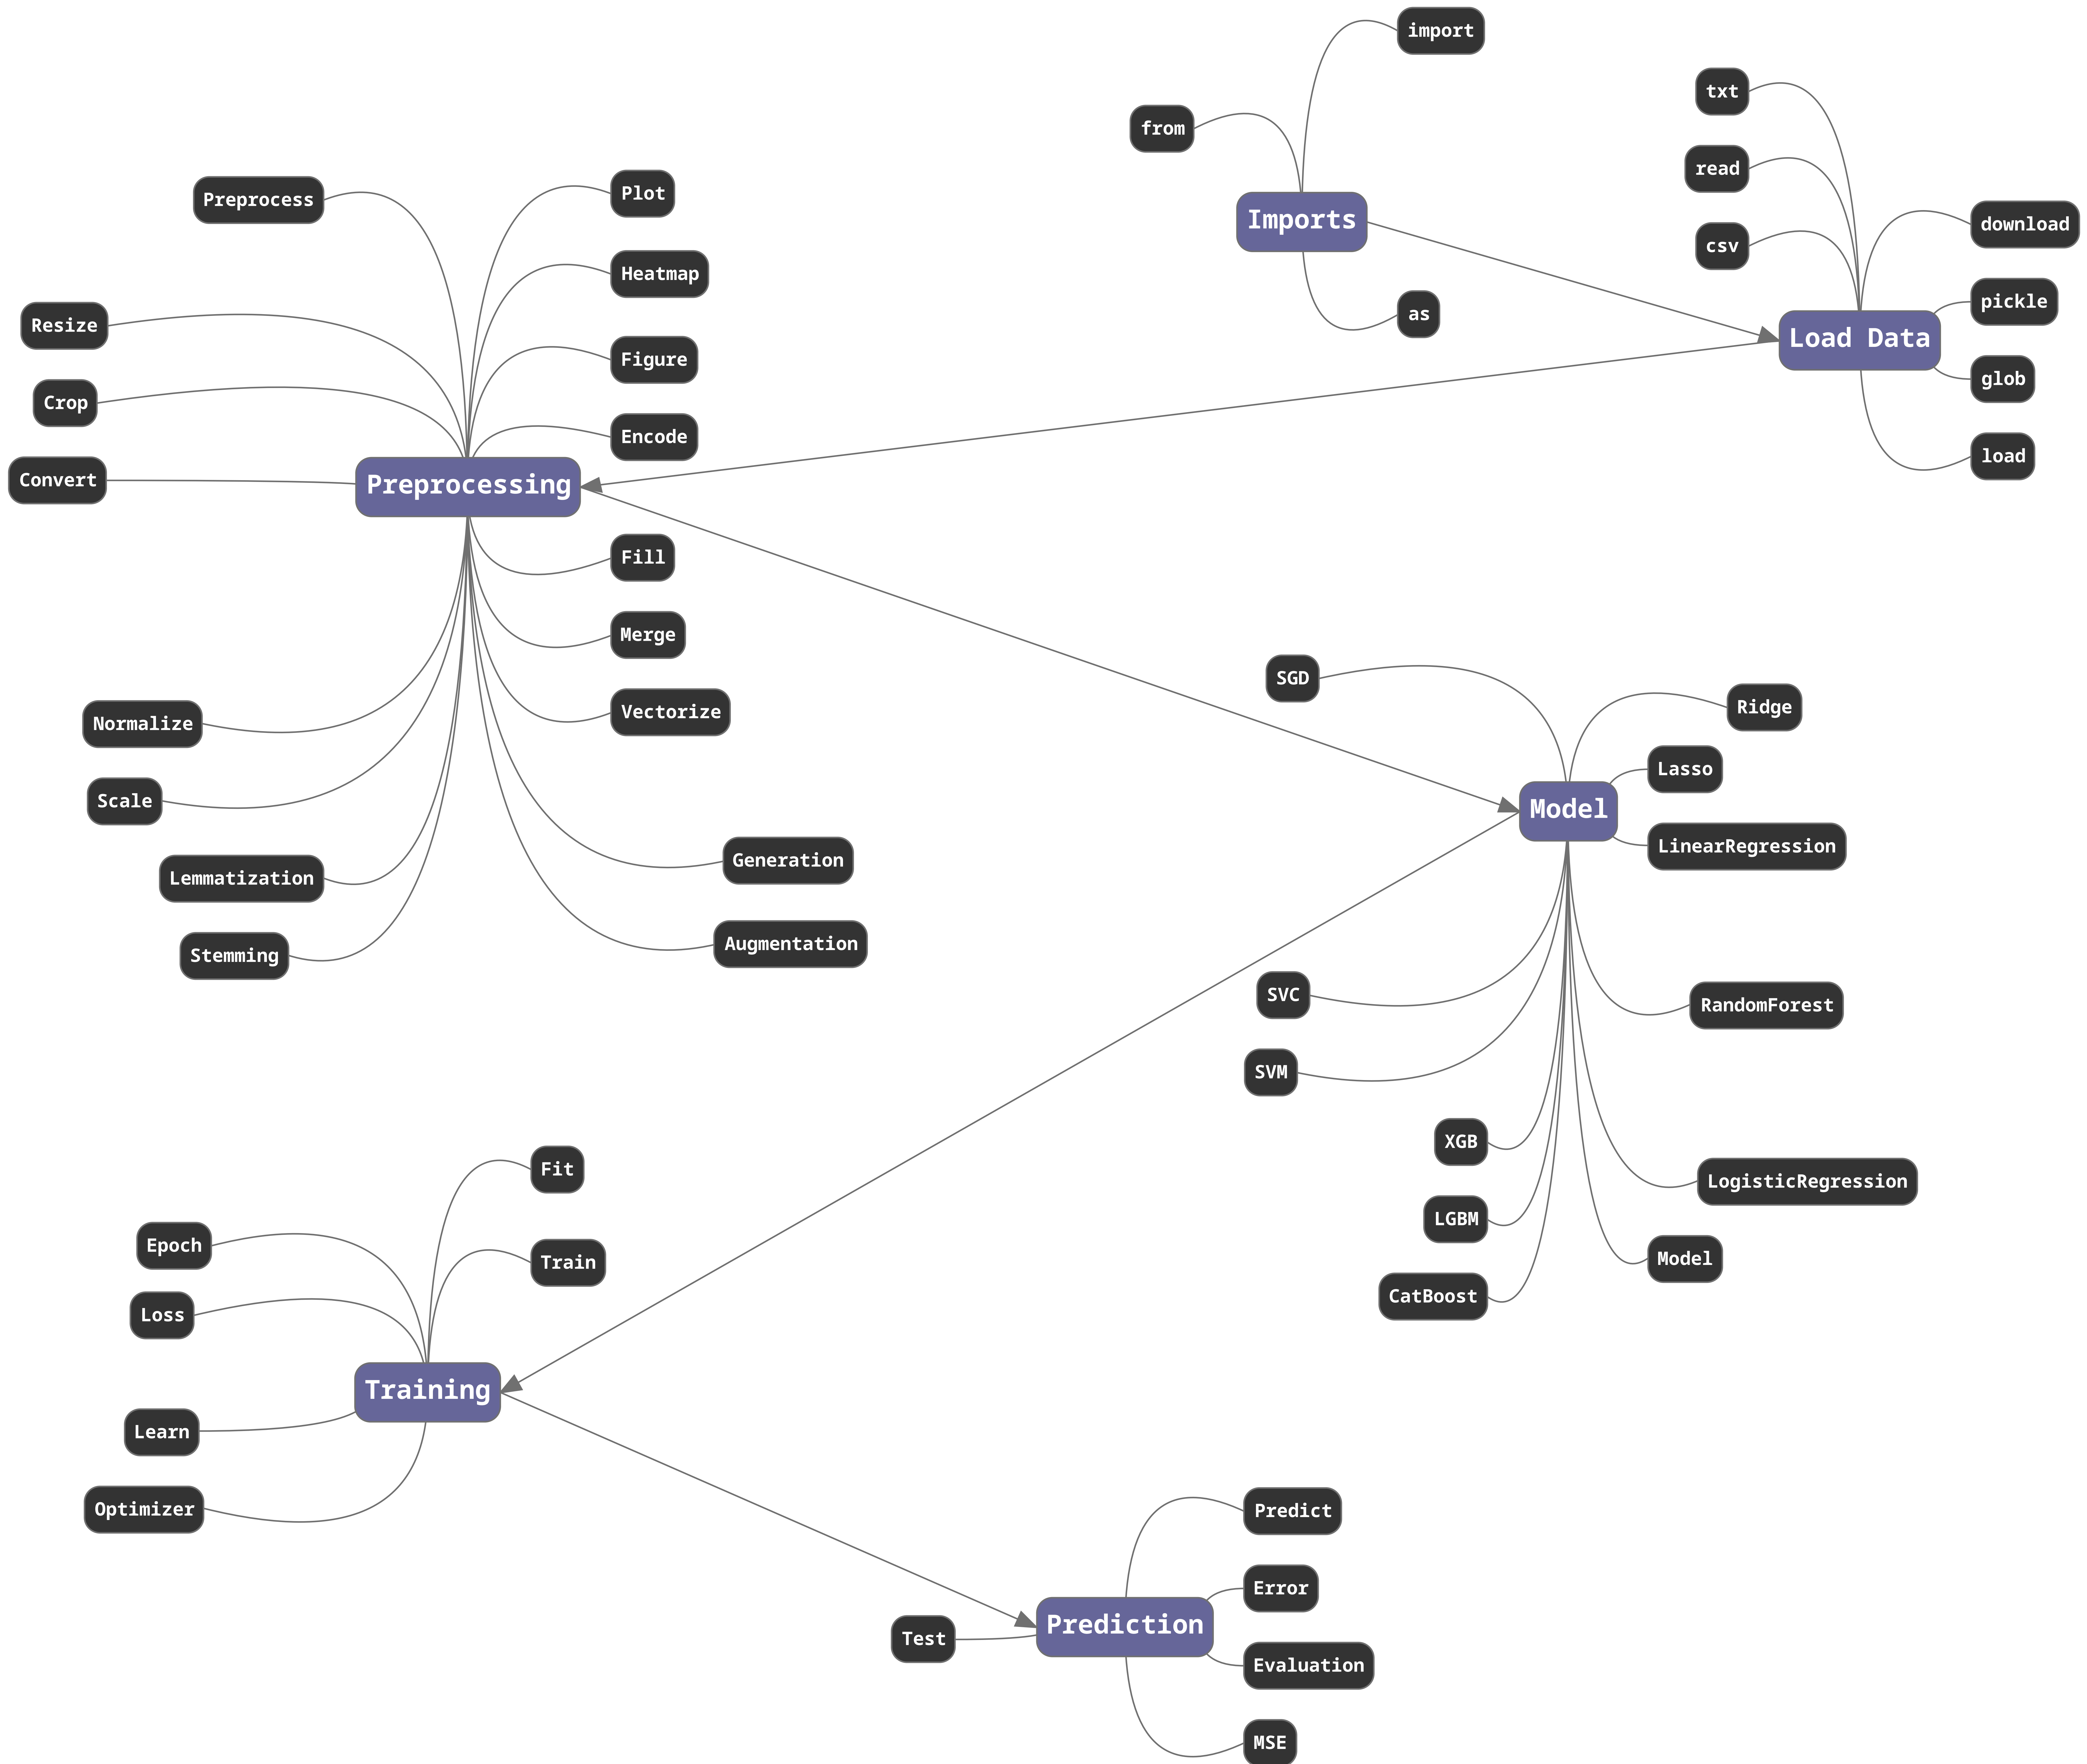 import
from
Imports
as
txt
read
csv
download
pickle
Load Data
glob
load
Preprocess
Resize
Crop
Convert
Plot
Heatmap
Figure
Encode
Preprocessing
Fill
Merge
Vectorize
Normalize
Scale
Lemmatization
Stemming
Generation
Augmentation
SGD
Ridge
Lasso
Model
LinearRegression
SVC
SVM
RandomForest
XGB
LGBM
CatBoost
LogisticRegression
Model
Fit
Train
Epoch
Loss
Training
Learn
Optimizer
Predict
Error
Prediction
Test
Evaluation
MSE